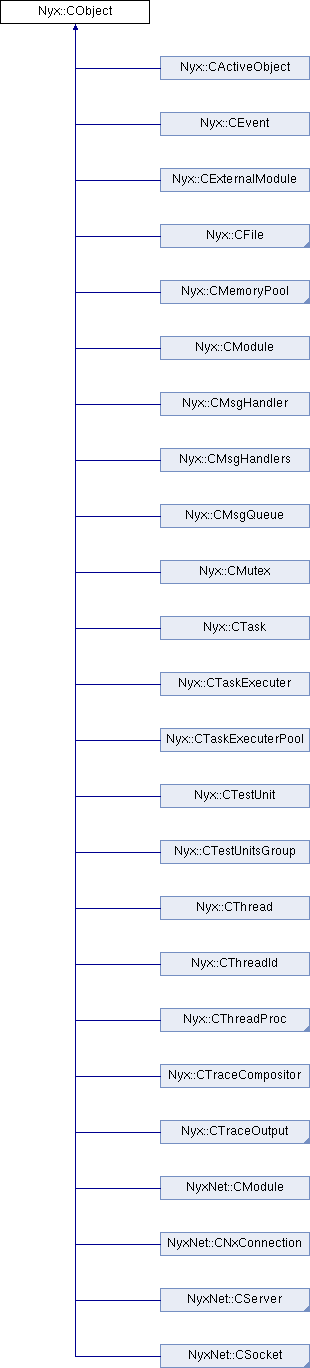 Nyx::CObject
Nyx::CActiveObject
Nyx::CEvent
Nyx::CExternalModule
Nyx::CFile
Nyx::CMemoryPool
Nyx::CModule
Nyx::CMsgHandler
Nyx::CMsgHandlers
Nyx::CMsgQueue
Nyx::CMutex
Nyx::CTask
Nyx::CTaskExecuter
Nyx::CTaskExecuterPool
Nyx::CTestUnit
Nyx::CTestUnitsGroup
Nyx::CThread
Nyx::CThreadId
Nyx::CThreadProc
Nyx::CTraceCompositor
Nyx::CTraceOutput
NyxNet::CModule
NyxNet::CNxConnection
NyxNet::CServer
NyxNet::CSocket